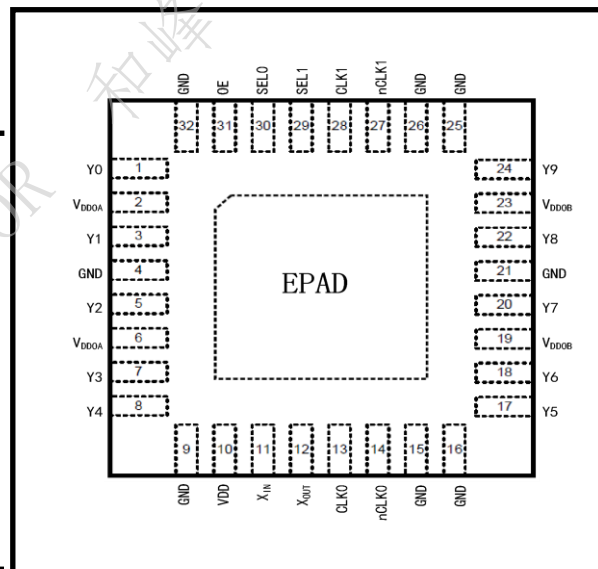 和峰
OR
GND OE SEL0 SEL1 CLK1 nCLK1 GND GND
32 31 30 29 28 27 26 25
Y0 1 24 Y9
VDDOA 2 23 VDDOB
Y1 3 22 Y8
GND 4 21 GND
EPAD
Y2 5 20 Y7
VDDOA 6 19 VDDOB
Y3 7 18 Y6
Y4 8 17 Y5
9 10 11 12 13 14 15 16
GND VDD XIN XOUT CLK0 nCLK0 GND GND